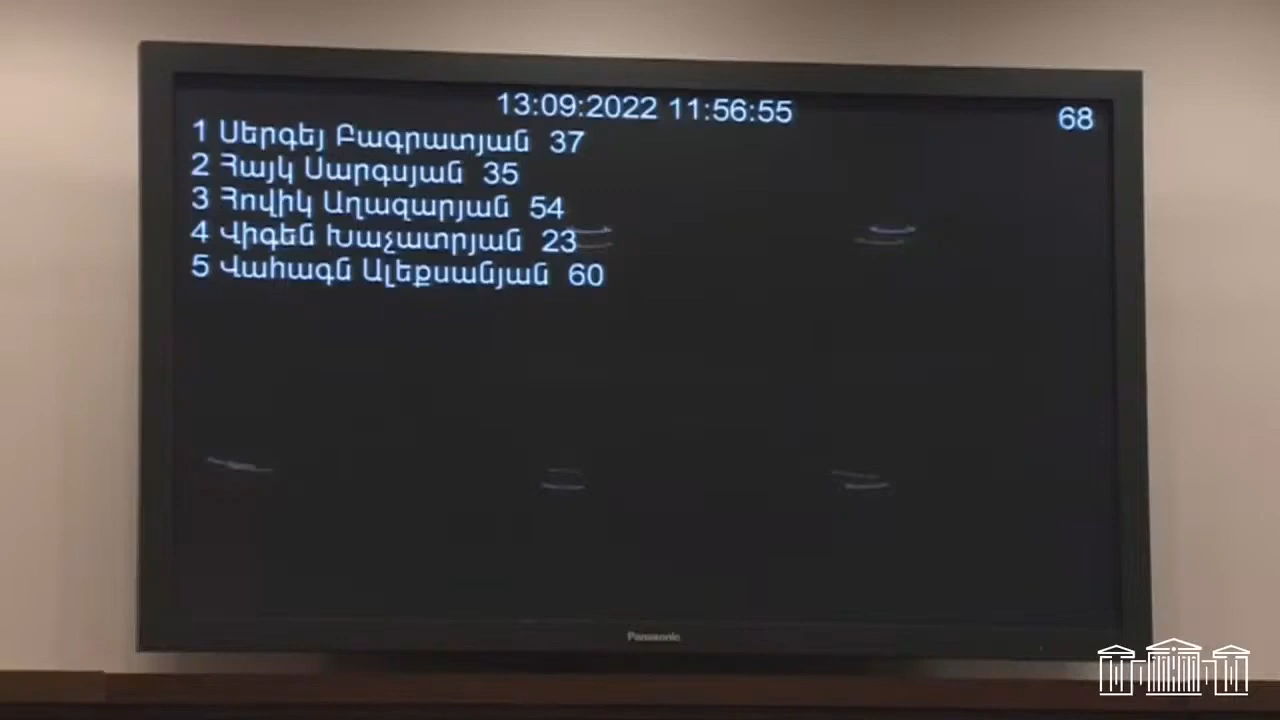 13:09:2022 11:56:55 68
1 Սերգեյ Բագրատյան 37
2 Հայկ Սարգսյան 35
3 Հովիկ Աղազարյան 54
4 Վիգեն Խաչատրյան 23
5 Վահագն Ալեքսանյան 60
Panasonic